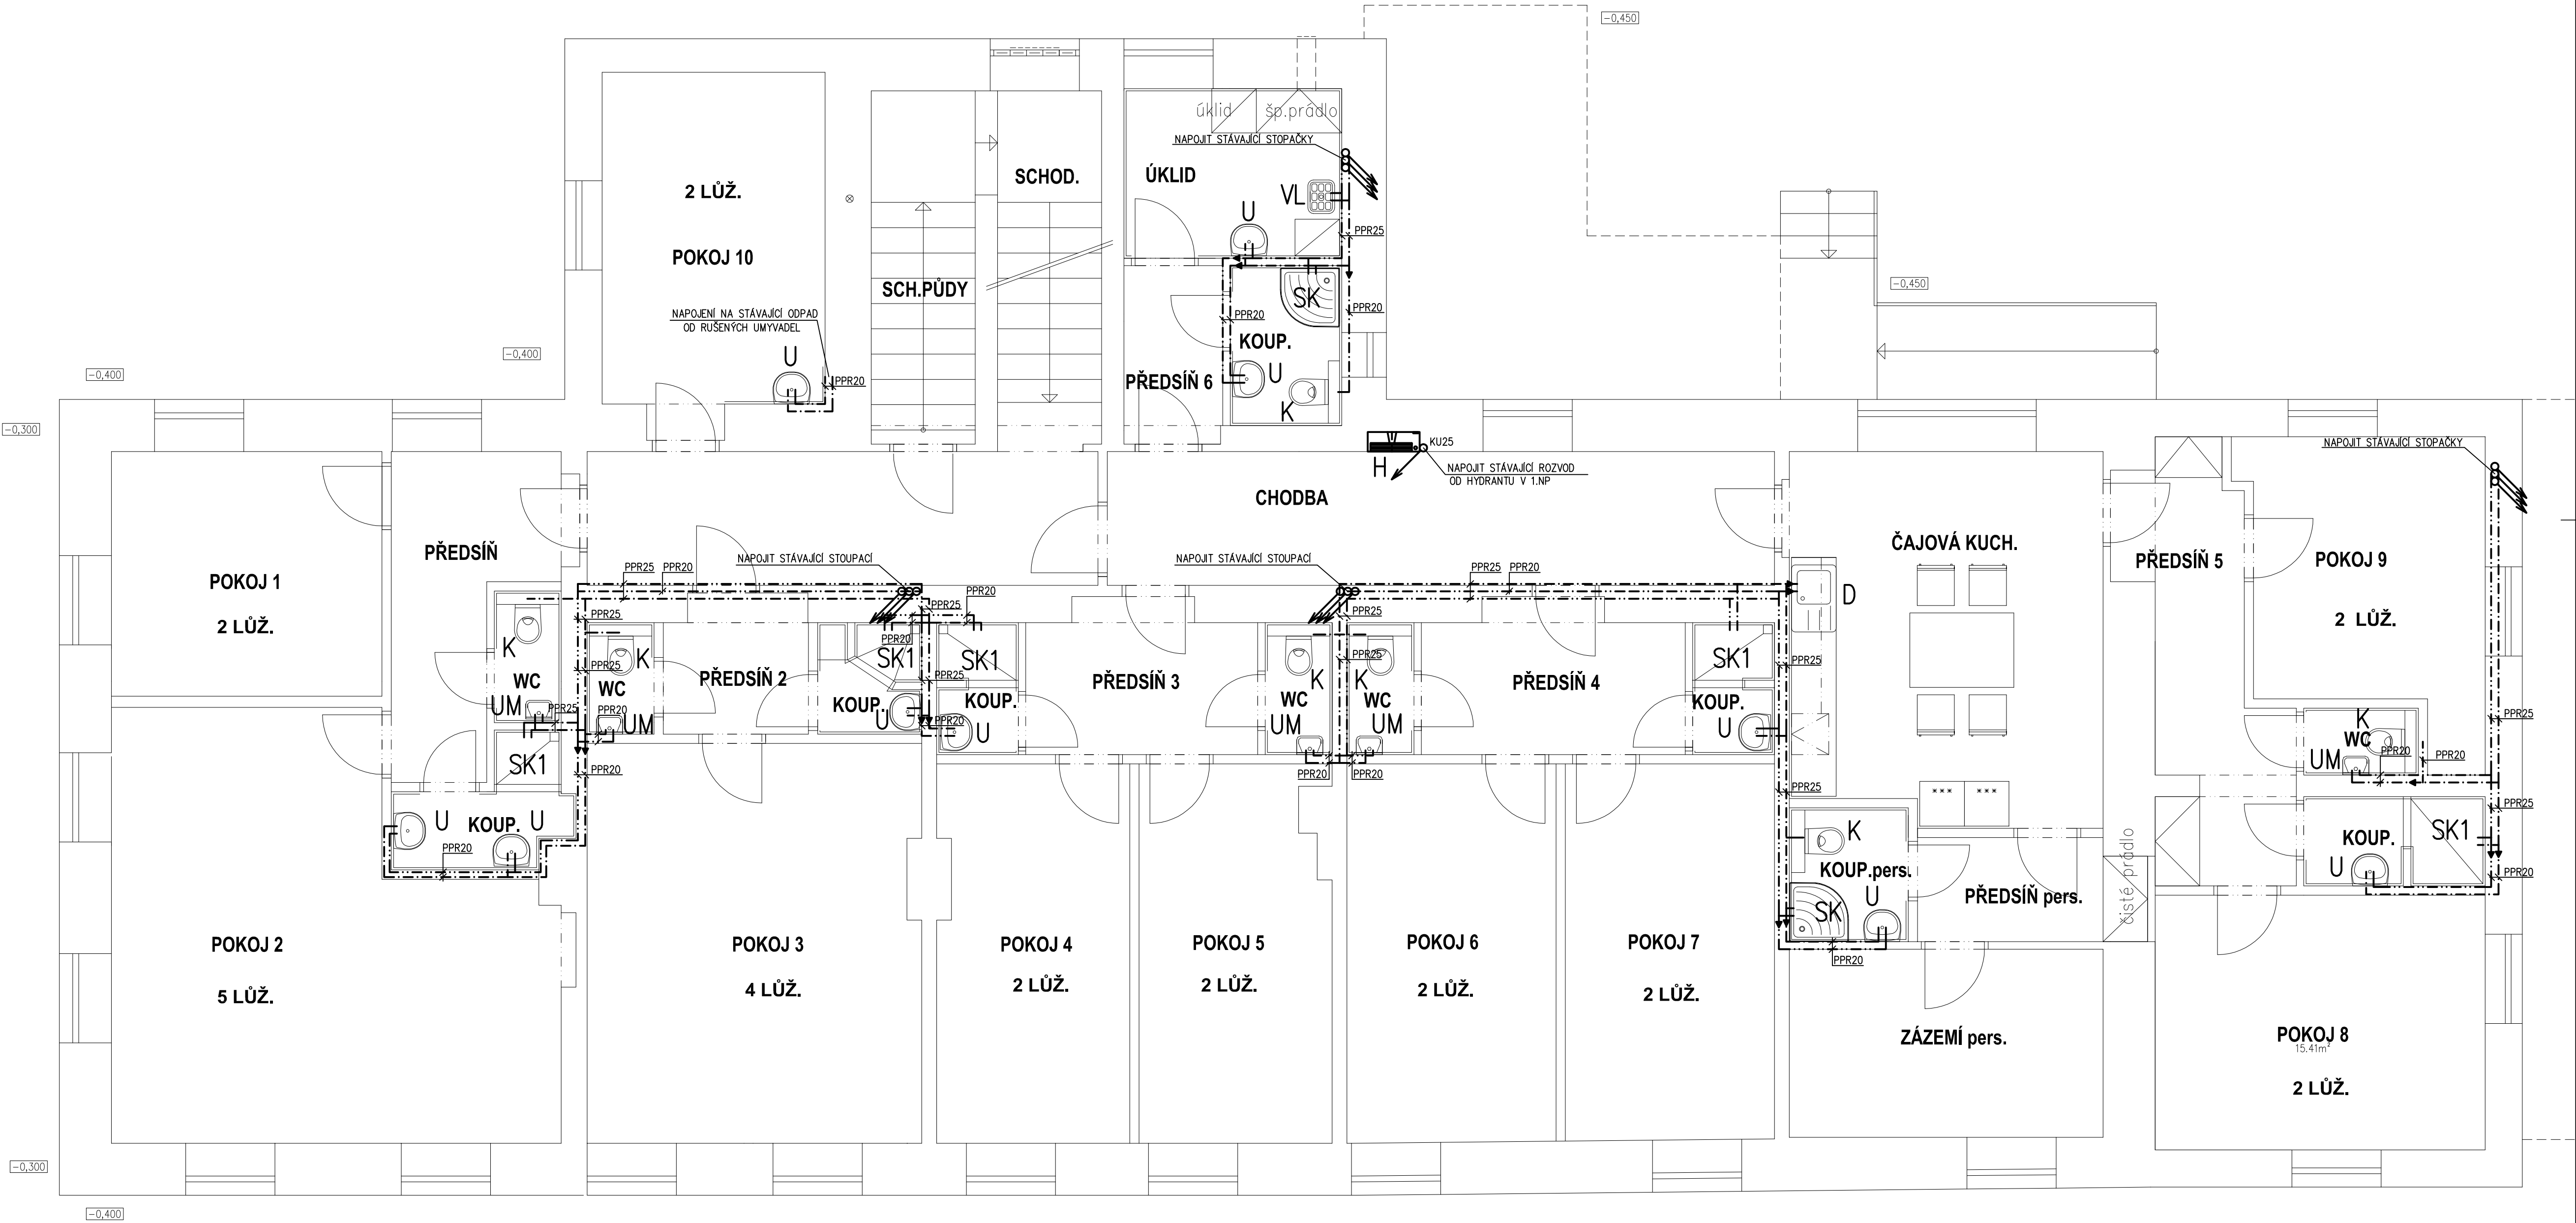 -0,450
úklid
šp.prádlo
NAPOJIT STÁVAJÍCÍ STOPAČKY
ÚKLID
SCHOD.
2 LŮŽ.
VL
U
PPR25
POKOJ 10
SCH.PŮDY
-0,450
SK
PPR20
NAPOJENÍ NA STÁVAJÍCÍ ODPAD
OD RUŠENÝCH UMYVADEL
PPR20
KOUP.
-0,400
U
U
PPR20
PŘEDSÍŇ 6
K
-0,400
-0,300
KU25
H
NAPOJIT STÁVAJÍCÍ ROZVOD
OD HYDRANTU V 1.NP
NAPOJIT STÁVAJÍCÍ STOPAČKY
CHODBA
PŘEDSÍŇ
ČAJOVÁ KUCH.
PŘEDSÍŇ 5
POKOJ 9
2 LŮŽ.
NAPOJIT STÁVAJÍCÍ STOUPACÍ
NAPOJIT STÁVAJÍCÍ STOUPACÍ
PPR25
PPR20
PPR25
PPR20
POKOJ 1
2 LŮŽ.
D
PPR20
PPR25
PPR25
PPR25
PPR20
K
WC
UM
PPR25
PPR25
K
WC
PPR20
UM
PŘEDSÍŇ 2
SK1
KOUP.
U
PPR25
PPR20
SK1
KOUP.
U
PŘEDSÍŇ 3
K
WC
UM
PPR25
K
WC
UM
PŘEDSÍŇ 4
SK1
KOUP.
U
PPR25
PPR20
PPR20
SK1
PPR20
U
KOUP.
U
PPR20
PPR25
***
***
K
WC
UM
PPR20
PPR20
PPR25
PPR25
KOUP.
U
SK1
PPR20
K
KOUP.pers.
U
SK
PPR20
PŘEDSÍŇ pers.
čisté prádlo
POKOJ 2
5 LŮŽ.
POKOJ 3
4 LŮŽ.
POKOJ 4
2 LŮŽ.
POKOJ 5
2 LŮŽ.
POKOJ 6
2 LŮŽ.
POKOJ 7
2 LŮŽ.
ZÁZEMÍ pers.
POKOJ 8
15.41m²
2 LŮŽ.
-0,300
-0,400